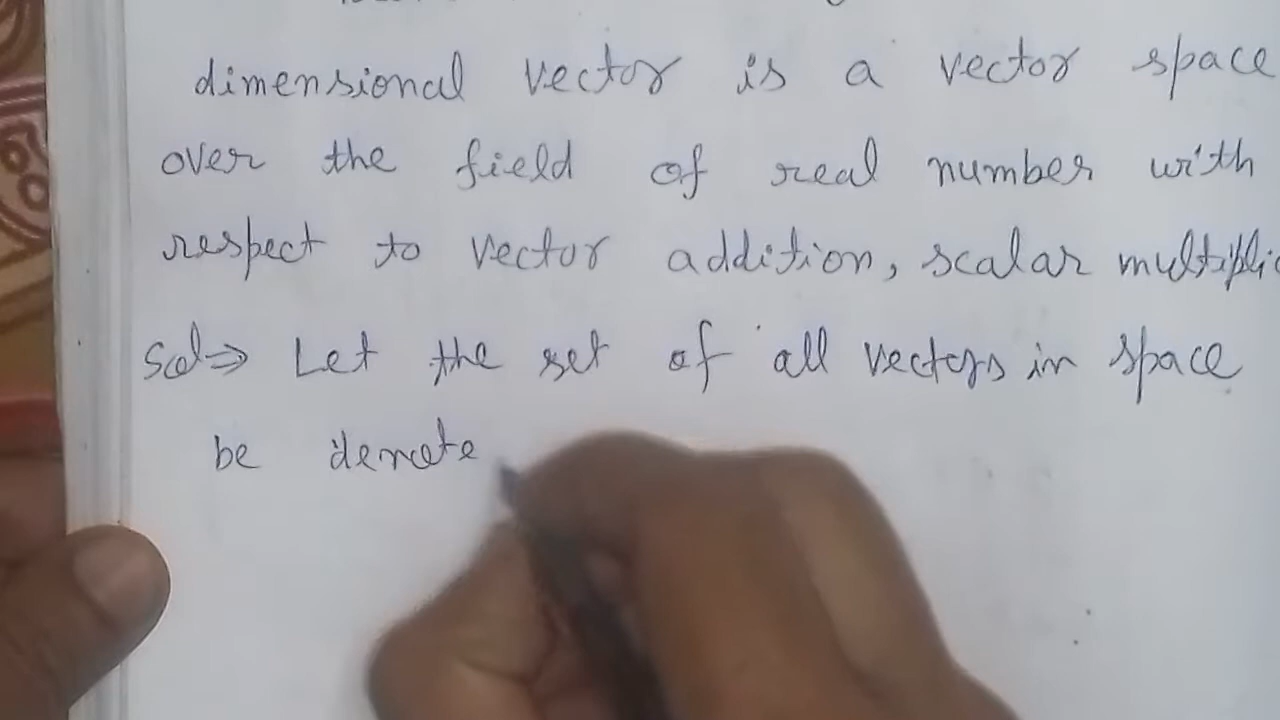 dimensional vector is a vector space
over the field of real number with
respect to vector addition, scalar multiplic
Sol⇒ Let the set of all vectors in space
be denote